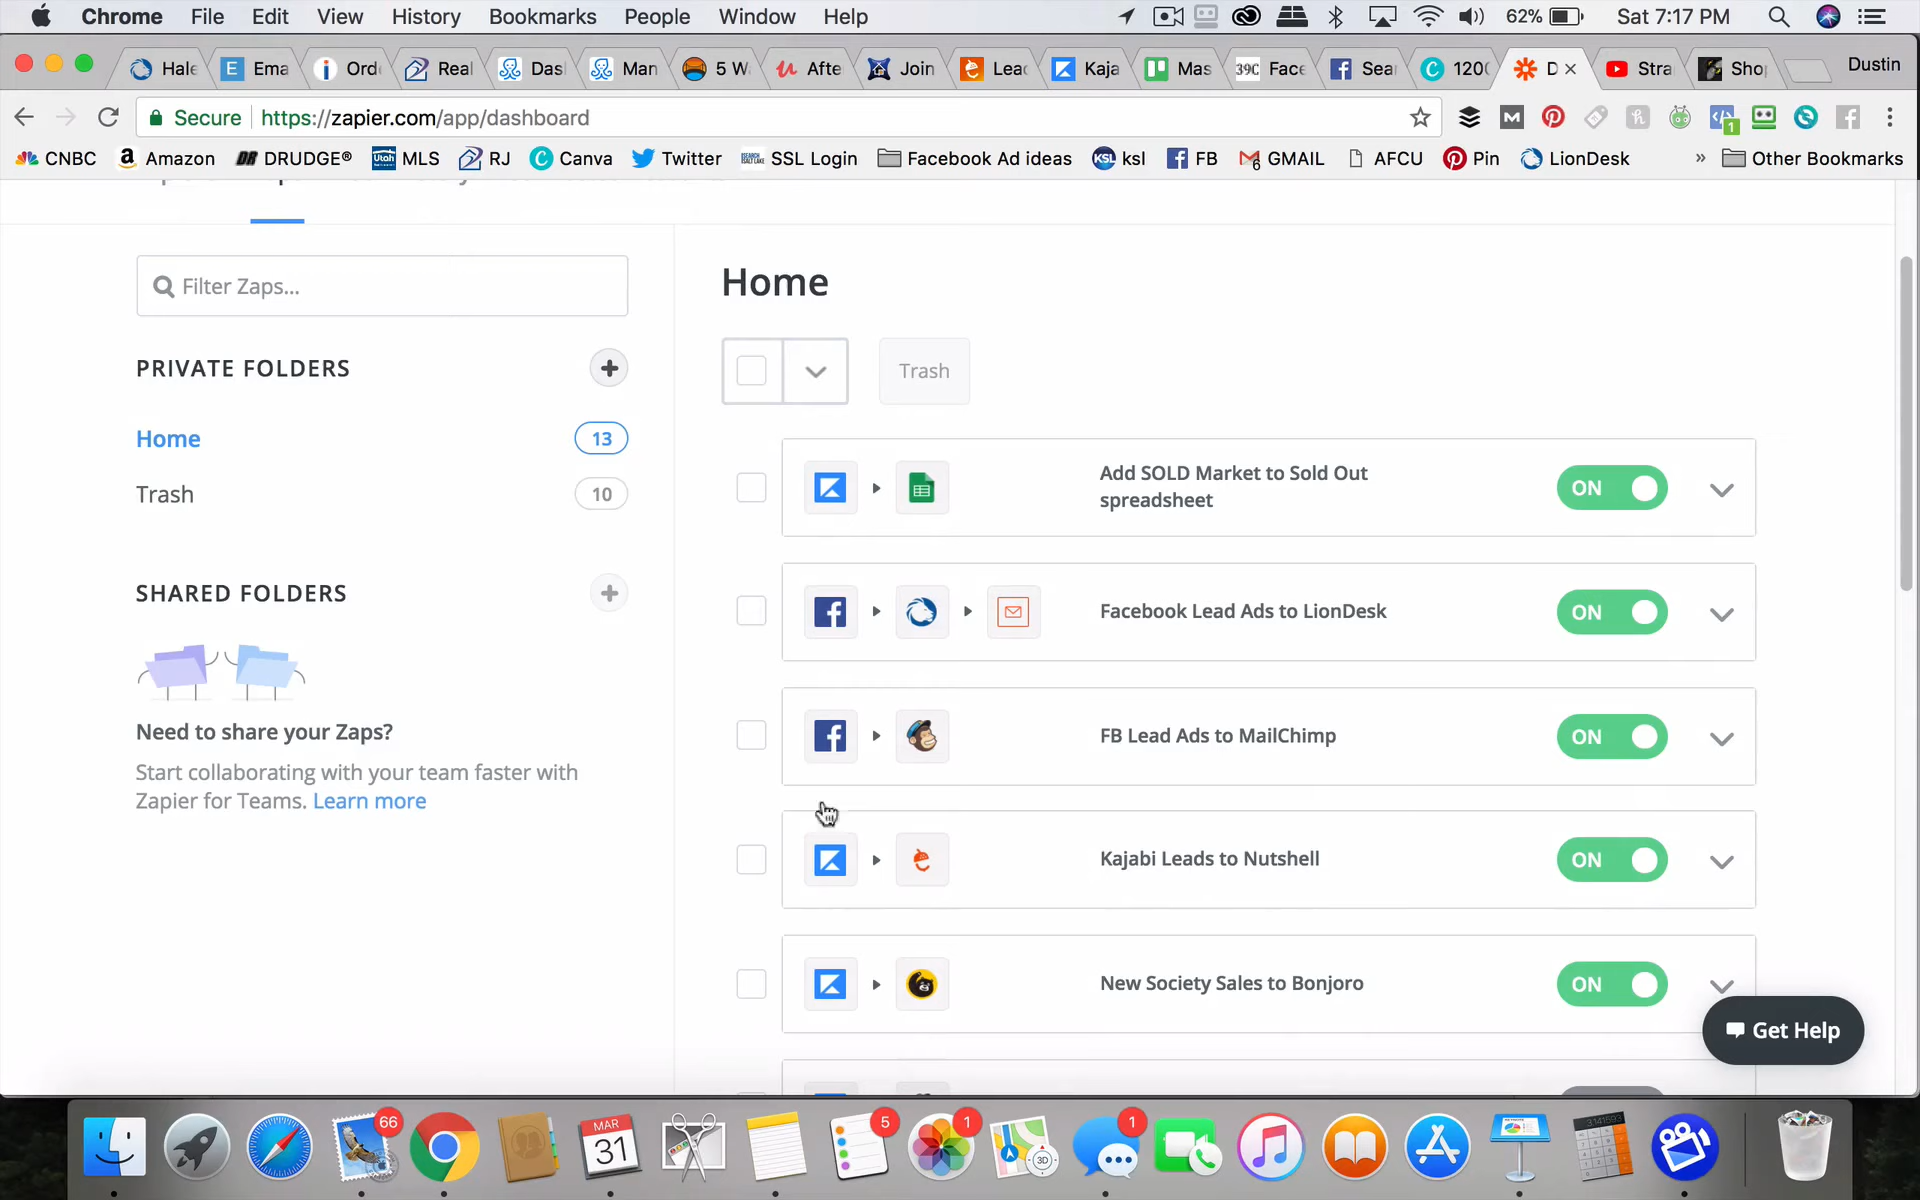 Chrome File Edit View History Bookmarks People Window Help 62% Sat 7:17 PM
Hale E Ema Ord Real Das Man 5 W Afte Join Lead Kaja Mas 39C Face Sea 120 D Stra Sho Dustin
Secure https://zapier.com/app/dashboard M 1
CNBC Amazon DRUDGE® MLS RJ Canva Twitter SSL Login Facebook Ad ideas ksl FB GMAIL AFCU Pin LionDesk » Other Bookmarks
Filter Zaps...
Home
PRIVATE FOLDERS
Trash
Home 13
Trash 10
SHARED FOLDERS
Need to share your Zaps?
Start collaborating with your team faster with
Zapier for Teams. Learn more
Add SOLD Market to Sold Out
spreadsheet
ON
Facebook Lead Ads to LionDesk ON
FB Lead Ads to MailChimp ON
Kajabi Leads to Nutshell ON
New Society Sales to Bonjoro ON
Get Help
66 MAR 31 5 1 3D 1